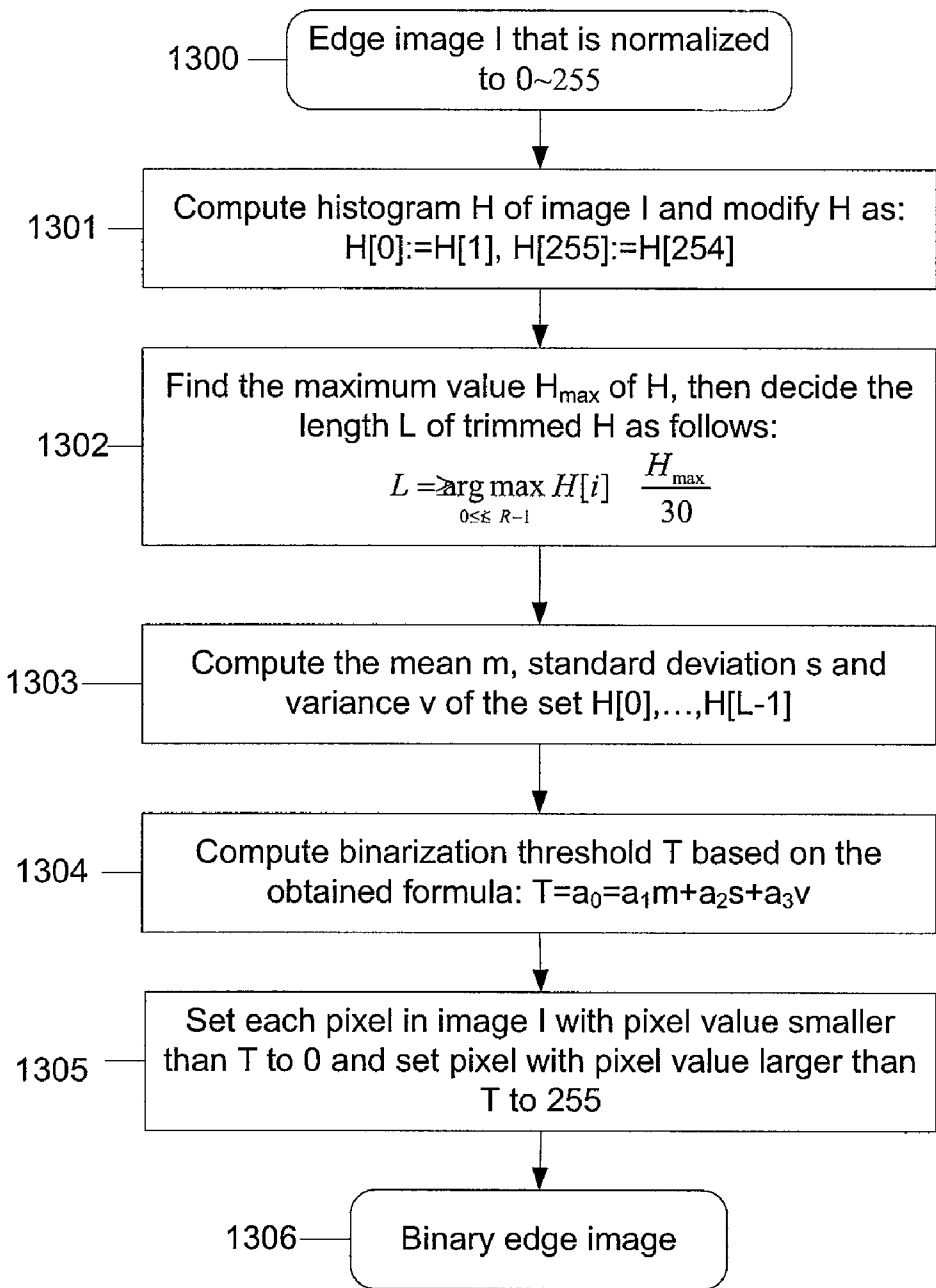 1300
Edge image I that is normalized
to 0~255
1301
Compute histogram H of image I and modify H as:
H[0]:=H[1], H[255]:=H[254]
1302
Find the maximum value Hmax of H, then decide the
length L of trimmed H as follows:
L = ≥ arg max H[i] Hmax/30
0≤≤ R−1
1303
Compute the mean m, standard deviation s and
variance v of the set H[0],...,H[L-1]
1304
Compute binarization threshold T based on the
obtained formula: T=a₀=a₁m+a₂s+a₃v
1305
Set each pixel in image I with pixel value smaller
than T to 0 and set pixel with pixel value larger than
T to 255
1306
Binary edge image